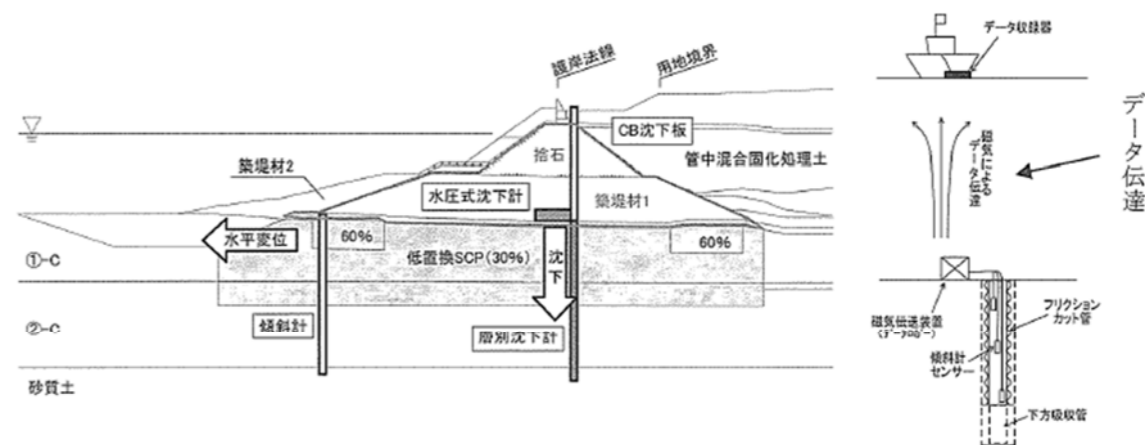 護岸法線
用地境界
CB沈下板
捨石
管中混合固化処理土
築堤材2
水圧式沈下計
築堤材1
水平変位
60%
60%
低置換SCP(30%)
沈下
①-C
②-C
傾斜計
層別沈下計
砂質土
データ収録器
磁気による
データ伝達
データ伝達
磁気伝送装置
(データロガー)
フリクション
カット管
傾斜計
センサー
下方吸収管